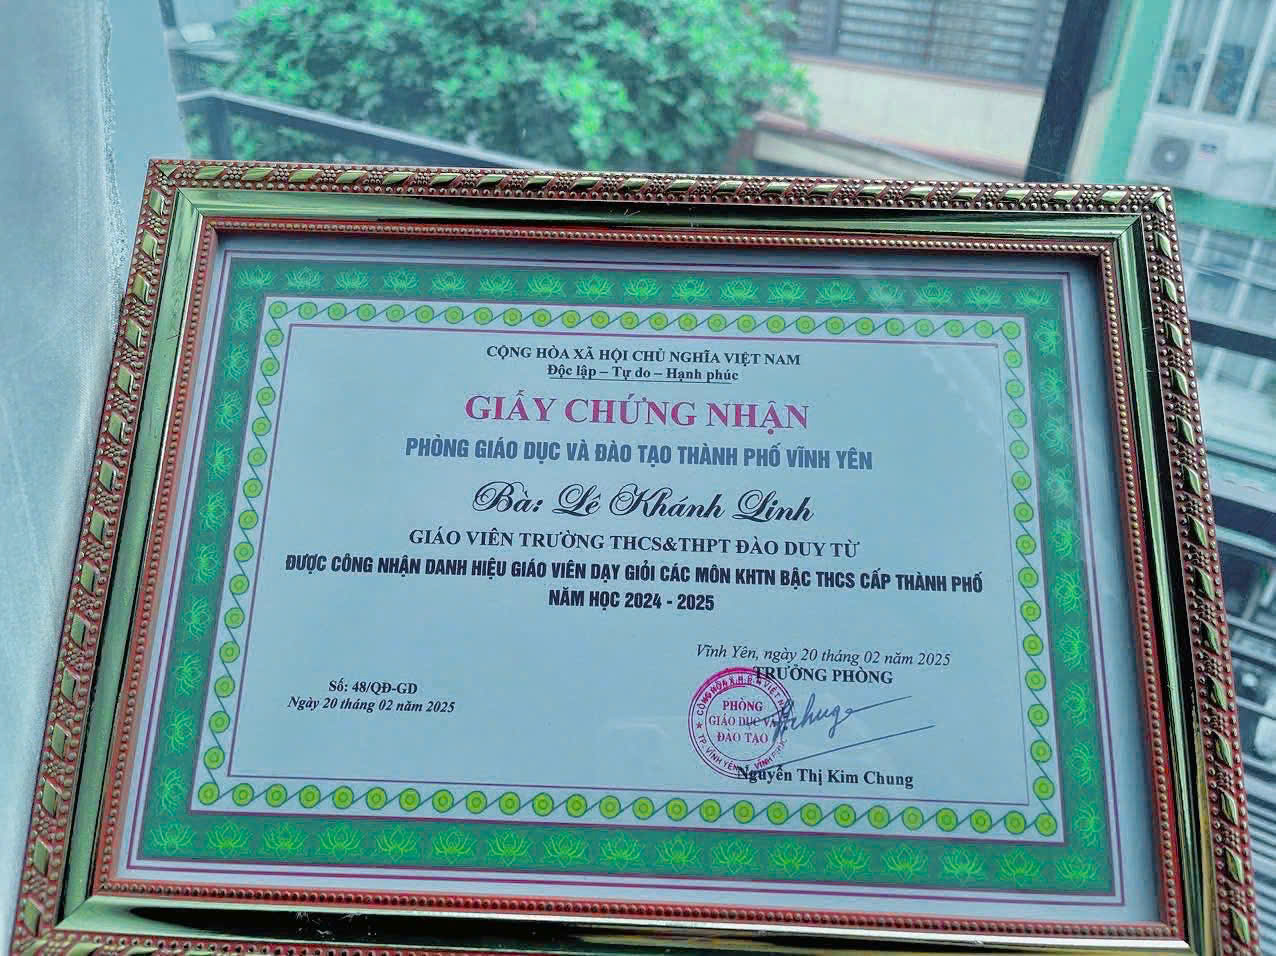 CỘNG HÒA XÃ HỘI CHỦ NGHĨA VIỆT NAM
Độc lập – Tự do – Hạnh phúc
GIẤY CHỨNG NHẬN
PHÒNG GIÁO DỤC VÀ ĐÀO TẠO THÀNH PHỐ VĨNH YÊN
Bà: Lê Khánh Linh
GIÁO VIÊN TRƯỜNG THCS&THPT ĐÀO DUY TỪ
ĐƯỢC CÔNG NHẬN DANH HIỆU GIÁO VIÊN DẠY GIỎI CÁC MÔN KHTN BẬC THCS CẤP THÀNH PHỐ
NĂM HỌC 2024 - 2025
Vĩnh Yên, ngày 20 tháng 02 năm 2025
TRƯỞNG PHÒNG
Số: 48/QĐ-GD
Ngày 20 tháng 02 năm 2025
PHÒNG
GIÁO DỤC VÀ
ĐÀO TẠO
Nguyễn Thị Kim Chung